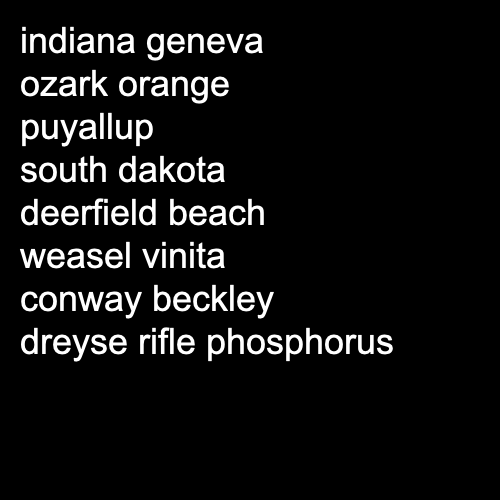 indiana geneva
ozark orange
puyallup
south dakota
deerfield beach
weasel vinita
conway beckley
dreyse rifle phosphorus